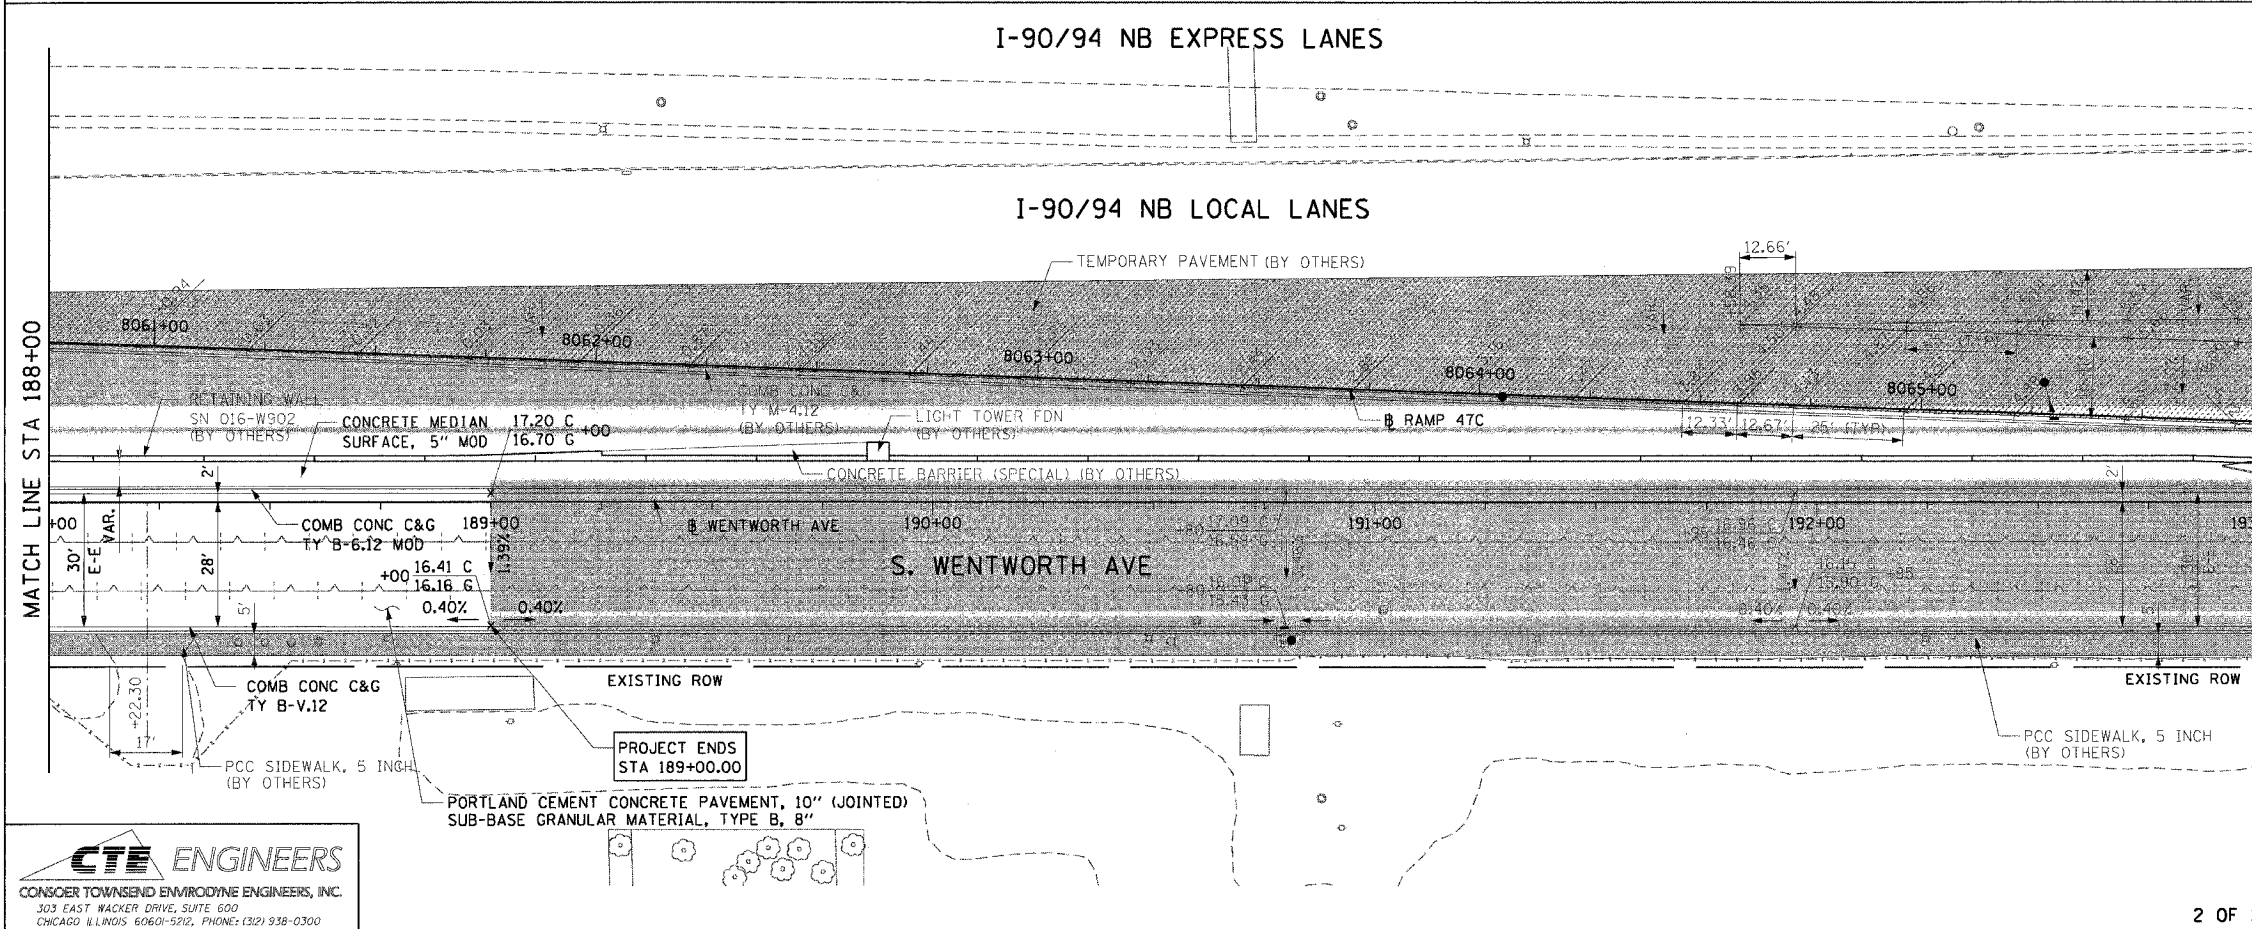 I-90/94 NB EXPRESS LANES
I-90/94 NB LOCAL LANES
MATCH LINE STA 188+00
TEMPORARY PAVEMENT (BY OTHERS)
12.66'
8061+00
8062+00
8063+00
8064+00
8065+00
RETAINING WALL
SN 016-W902
(BY OTHERS)
CONCRETE MEDIAN
SURFACE, 5" MOD
17.20 C
16.70 G
+00
COMB CONC C&G
TY M-4.12
(BY OTHERS)
LIGHT TOWER FDN
(BY OTHERS)
B RAMP 47C
12.33'
12.67'
25' (TYP)
CONCRETE BARRIER (SPECIAL) (BY OTHERS)
2'
2'
+00
VAR.
30'
E-E
28'
COMB CONC C&G
TY B-6.12 MOD
189+00
1.39%
B WENTWORTH AVE
190+00
191+00
192+00
193
S. WENTWORTH AVE
+00
16.41 C
16.16 G
0.40%
0.40%
+80
17.09 C
+80
+95
0.40%
0.40%
5'
5'
COMB CONC C&G
TY B-V.12
+22.30
17'
EXISTING ROW
EXISTING ROW
PCC SIDEWALK, 5 INCH
(BY OTHERS)
PCC SIDEWALK, 5 INCH
(BY OTHERS)
PROJECT ENDS
STA 189+00.00
PORTLAND CEMENT CONCRETE PAVEMENT, 10" (JOINTED)
SUB-BASE GRANULAR MATERIAL, TYPE B, 8"
CTE ENGINEERS
CONSOER TOWNSEND ENVIRODYNE ENGINEERS, INC.
303 EAST WACKER DRIVE, SUITE 600
CHICAGO ILLINOIS 60601-5212, PHONE: (312) 938-0300
2 OF